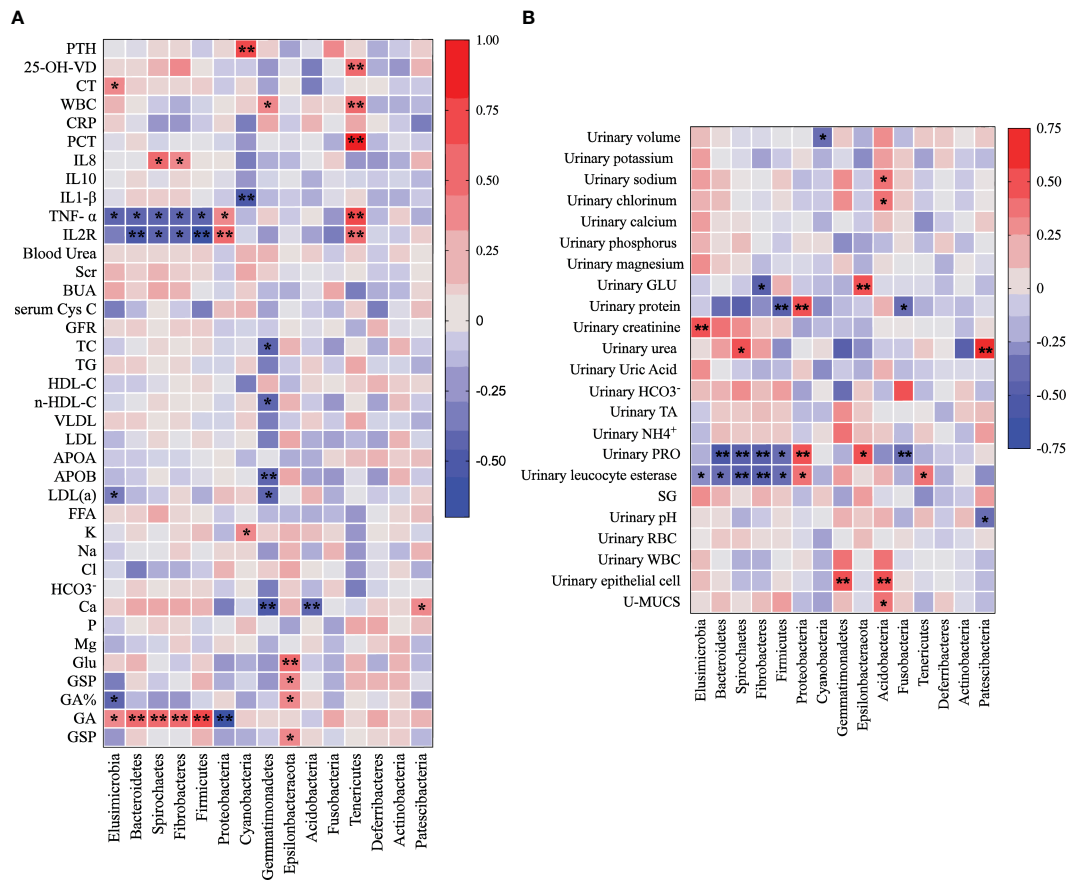 A
PTH
25-OH-VD
CT
WBC
CRP
PCT
IL8
IL10
IL1-β
TNF- α
IL2R
Blood Urea
Scr
BUA
serum Cys C
GFR
TC
TG
HDL-C
n-HDL-C
VLDL
LDL
APOA
APOB
LDL(a)
FFA
K
Na
Cl
HCO3⁻
Ca
P
Mg
Glu
GSP
GA%
GA
GSP
Elusimicrobia
Bacteroidetes
Spirochaetes
Fibrobacteres
Firmicutes
Proteobacteria
Cyanobacteria
Gemmatimonadetes
Epsilonbacteraeota
Acidobacteria
Fusobacteria
Tenericutes
Deferribacteres
Actinobacteria
Patescibacteria
1.00
0.75
0.50
0.25
0
-0.25
-0.50
B
Urinary volume
Urinary potassium
Urinary sodium
Urinary chlorinum
Urinary calcium
Urinary phosphorus
Urinary magnesium
Urinary GLU
Urinary protein
Urinary creatinine
Urinary urea
Urinary Uric Acid
Urinary HCO3⁻
Urinary TA
Urinary NH4⁺
Urinary PRO
Urinary leucocyte esterase
SG
Urinary pH
Urinary RBC
Urinary WBC
Urinary epithelial cell
U-MUCS
Elusimicrobia
Bacteroidetes
Spirochaetes
Fibrobacteres
Firmicutes
Proteobacteria
Cyanobacteria
Gemmatimonadetes
Epsilonbacteraeota
Acidobacteria
Fusobacteria
Tenericutes
Deferribacteres
Actinobacteria
Patescibacteria
0.75
0.50
0.25
0
-0.25
-0.50
-0.75